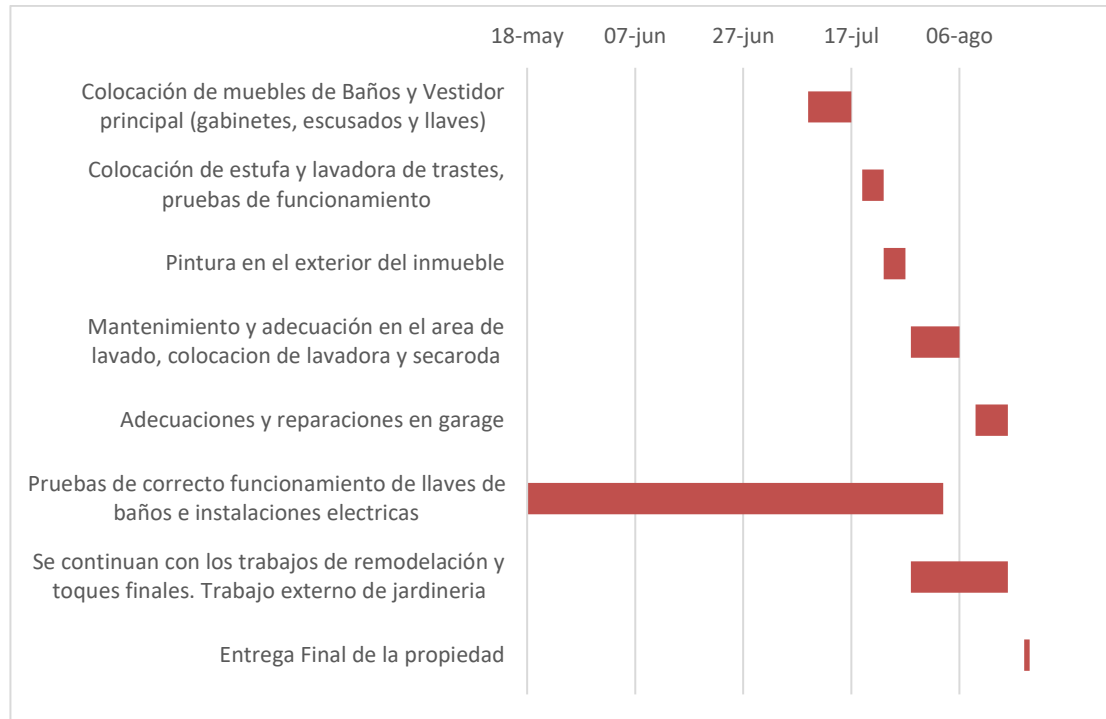 18-may 07-jun 27-jun 17-jul 06-ago
Colocación de muebles de Baños y Vestidor
principal (gabinetes, escusados y llaves)
Colocación de estufa y lavadora de trastes,
pruebas de funcionamiento
Pintura en el exterior del inmueble
Mantenimiento y adecuación en el area de
lavado, colocacion de lavadora y secaroda
Adecuaciones y reparaciones en garage
Pruebas de correcto funcionamiento de llaves de
baños e instalaciones electricas
Se continuan con los trabajos de remodelación y
toques finales. Trabajo externo de jardineria
Entrega Final de la propiedad